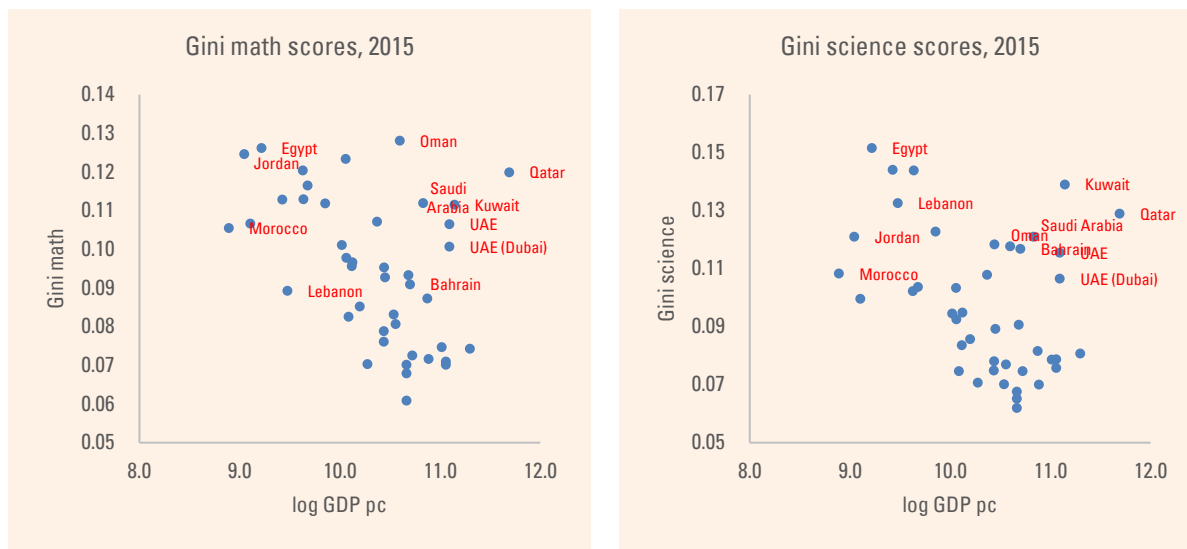 Gini math scores, 2015
0.14
0.13
0.12
0.11
0.10
0.09
0.08
0.07
0.06
0.05
Gini math
Egypt
Oman
Jordan
Qatar
Saudi
Arabia
Kuwait
Morocco
UAE
UAE (Dubai)
Lebanon
Bahrain
8.0 9.0 10.0 11.0 12.0
log GDP pc
Gini science scores, 2015
0.17
0.15
0.13
0.11
0.09
0.07
0.05
Gini science
Egypt
Kuwait
Lebanon
Qatar
Saudi Arabia
Jordan
Oman
Bahrain
UAE
Morocco
UAE (Dubai)
8.0 9.0 10.0 11.0 12.0
log GDP pc